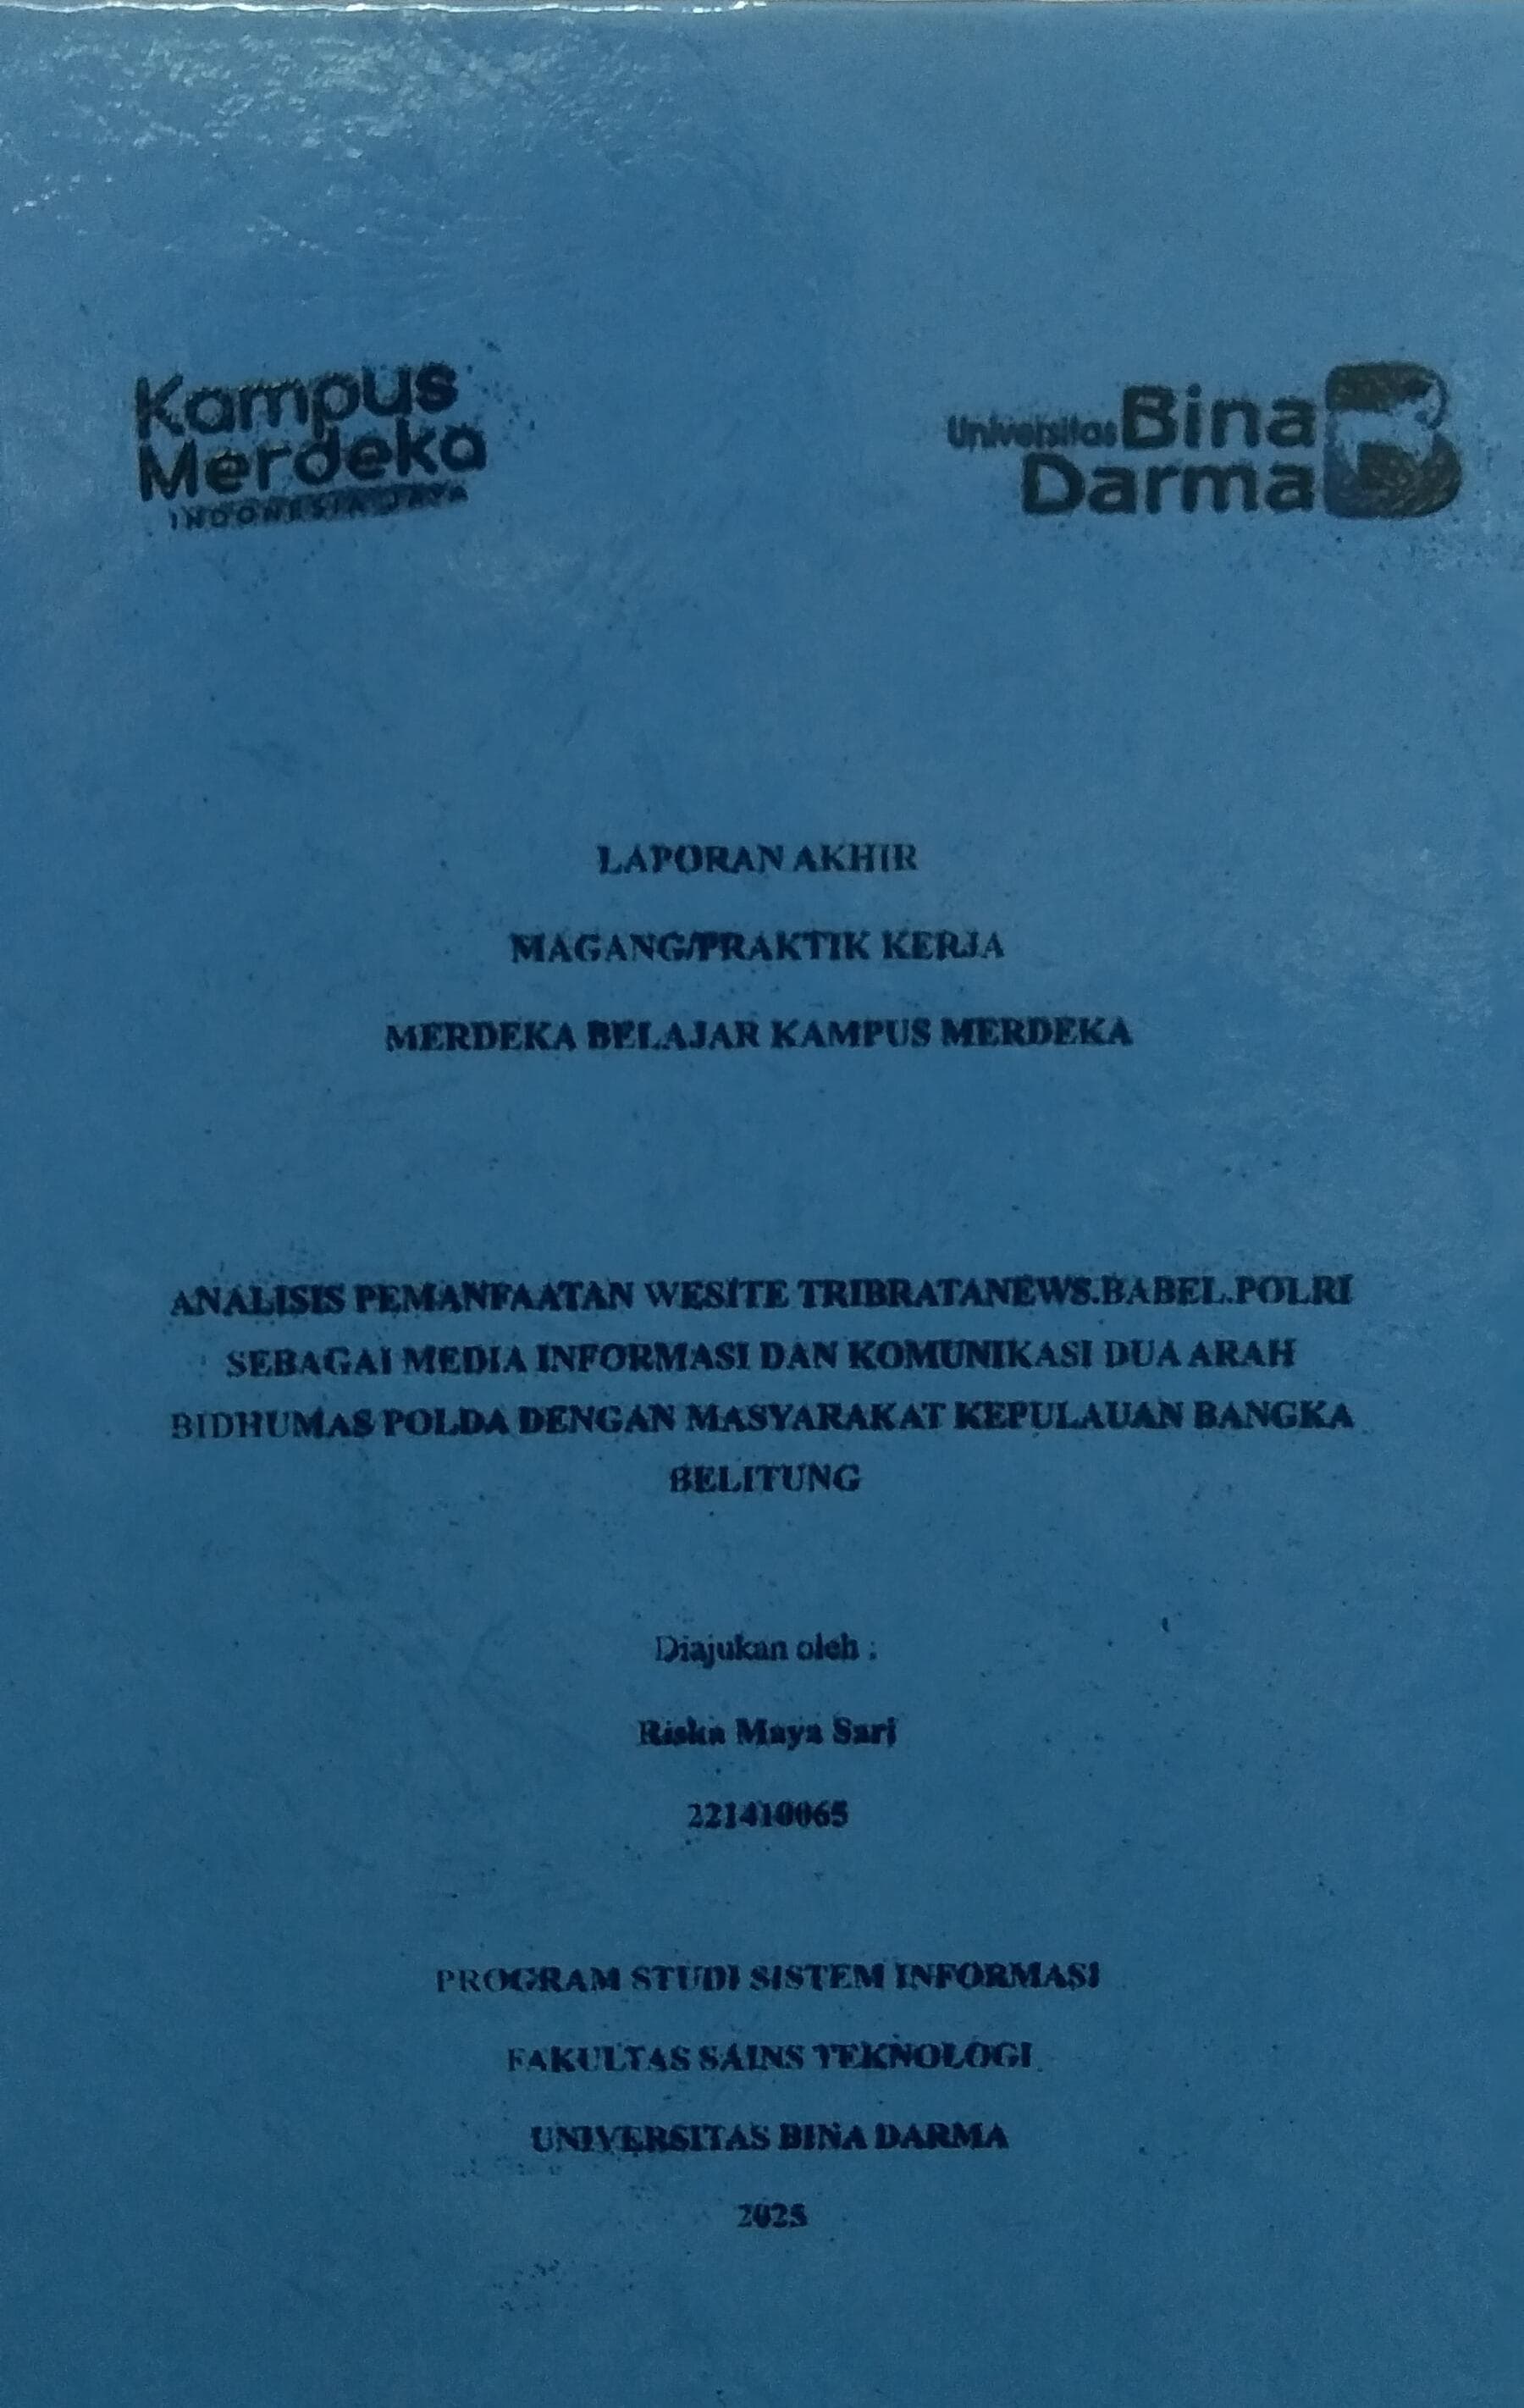 Kampus
Merdeka
INDONESIA JAYA
Universitas Bina
Darma
LAPORAN AKHIR
MAGANG/PRAKTIK KERJA
MERDEKA BELAJAR KAMPUS MERDEKA
ANALISIS PEMANFAATAN WESITE TRIBRATANEWS.BABEL.POLRI
SEBAGAI MEDIA INFORMASI DAN KOMUNIKASI DUA ARAH
BIDHUMAS POLDA DENGAN MASYARAKAT KEPULAUAN BANGKA
BELITUNG
Diajukan oleh :
Riska Maya Sari
221410065
PROGRAM STUDI SISTEM INFORMASI
FAKULTAS SAINS TEKNOLOGI
UNIVERSITAS BINA DARMA
2025